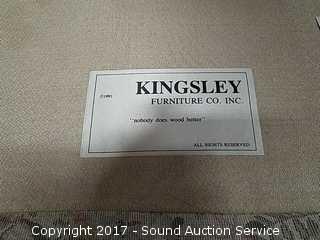 ©1991
KINGSLEY
FURNITURE CO. INC.
"nobody does wood better"
ALL RIGHTS RESERVED
Copyright 2017 - Sound Auction Service